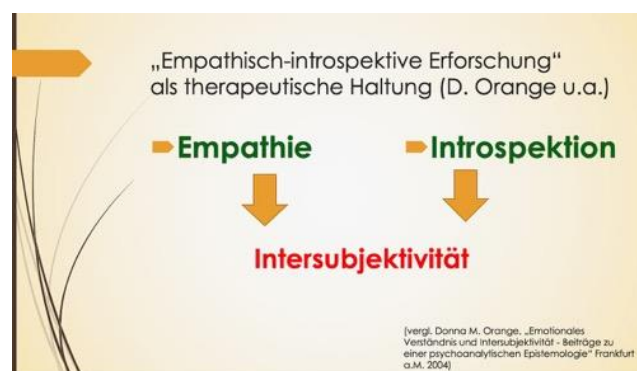 „Empathisch-introspektive Erforschung“
als therapeutische Haltung (D. Orange u.a.)
Empathie
Introspektion
Intersubjektivität
(vergl. Donna M. Orange, „Emotionales
Verständnis und Intersubjektivität - Beiträge zu
einer psychoanalytischen Epistemologie“ Frankfurt
a.M. 2004)